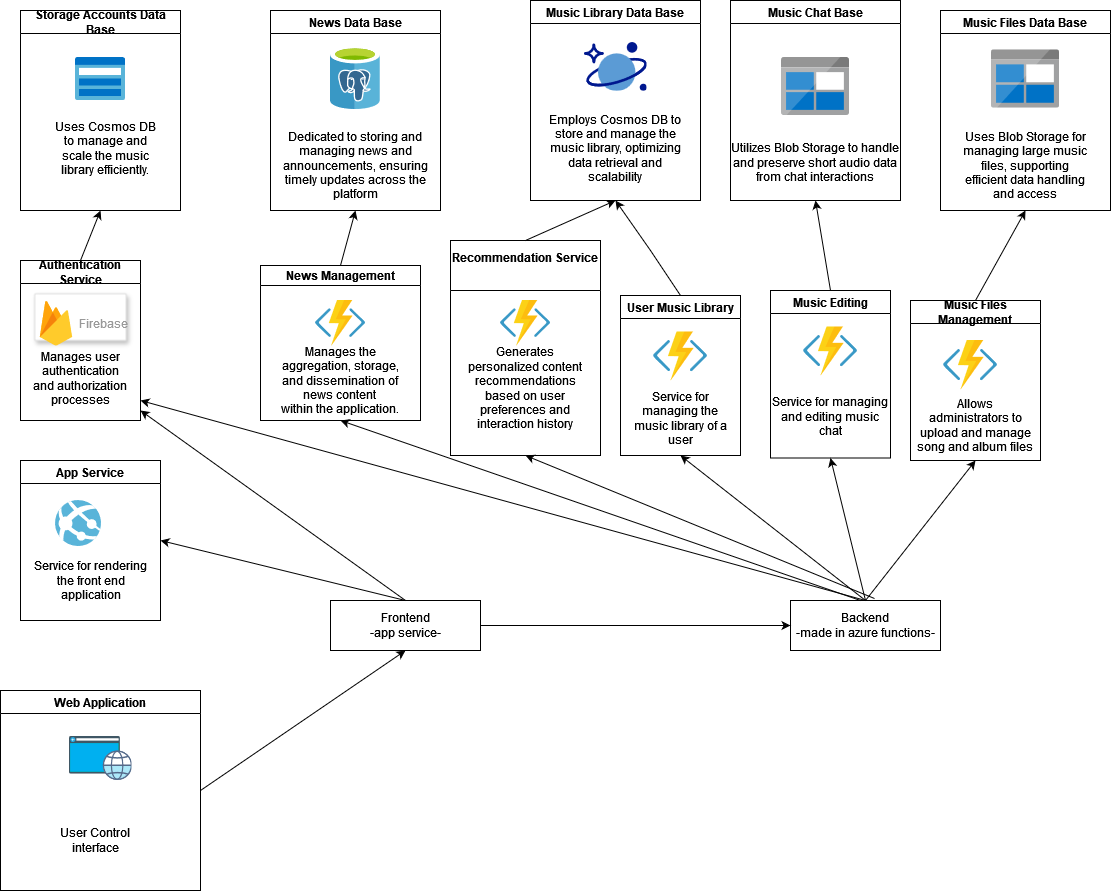 Storage Accounts Data
Base
Uses Cosmos DB
to manage and
scale the music
library efficiently.
News Data Base
Dedicated to storing and
managing news and
announcements, ensuring
timely updates across the
platform
Music Library Data Base
Employs Cosmos DB to
store and manage the
music library, optimizing
data retrieval and
scalability
Music Chat Base
Utilizes Blob Storage to handle
and preserve short audio data
from chat interactions
Music Files Data Base
Uses Blob Storage for
managing large music
files, supporting
efficient data handling
and access
Authentication
Service
Firebase
Manages user
authentication
and authorization
processes
News Management
Manages the
aggregation, storage,
and dissemination of
news content
within the application.
Recommendation Service
Generates
personalized content
recommendations
based on user
preferences and
interaction history
User Music Library
Service for
managing the
music library of a
user
Music Editing
Service for managing
and editing music
chat
Music Files
Management
Allows
administrators to
upload and manage
song and album files
App Service
Service for rendering
the front end
application
Frontend
-app service-
Backend
-made in azure functions-
Web Application
User Control
interface